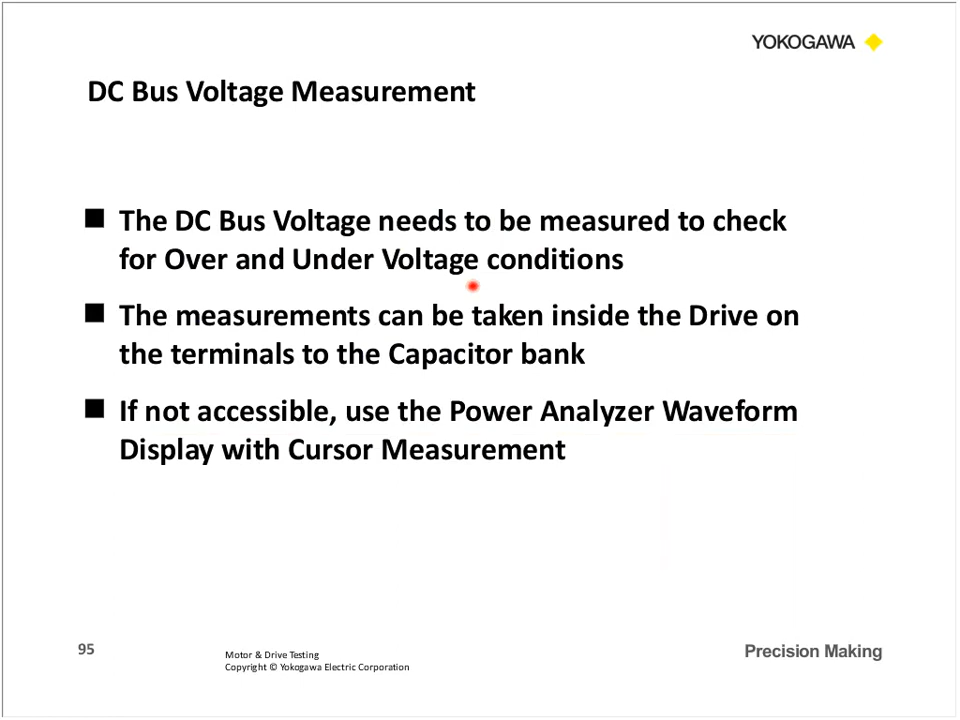 YOKOGAWA
DC Bus Voltage Measurement
The DC Bus Voltage needs to be measured to check
for Over and Under Voltage conditions
The measurements can be taken inside the Drive on
the terminals to the Capacitor bank
If not accessible, use the Power Analyzer Waveform
Display with Cursor Measurement
95
Motor & Drive Testing
Copyright © Yokogawa Electric Corporation
Precision Making